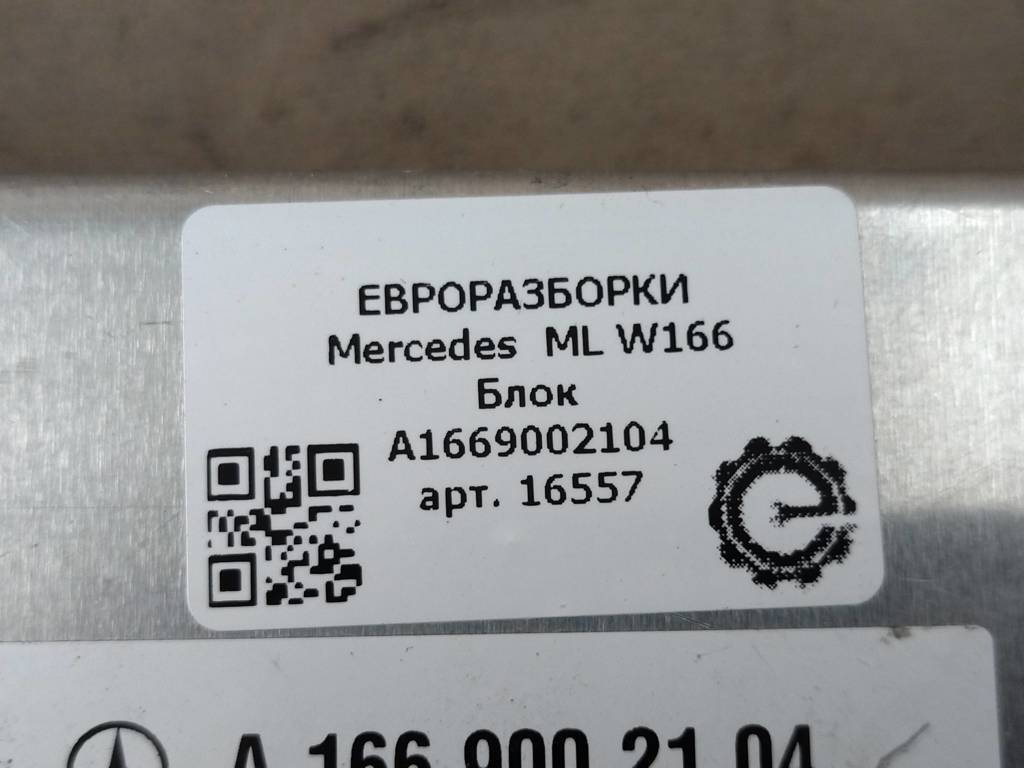 ЕВРОРАЗБОРКИ
Mercedes ML W166
Блок
A1669002104
арт. 16557
A 166 900 21 04